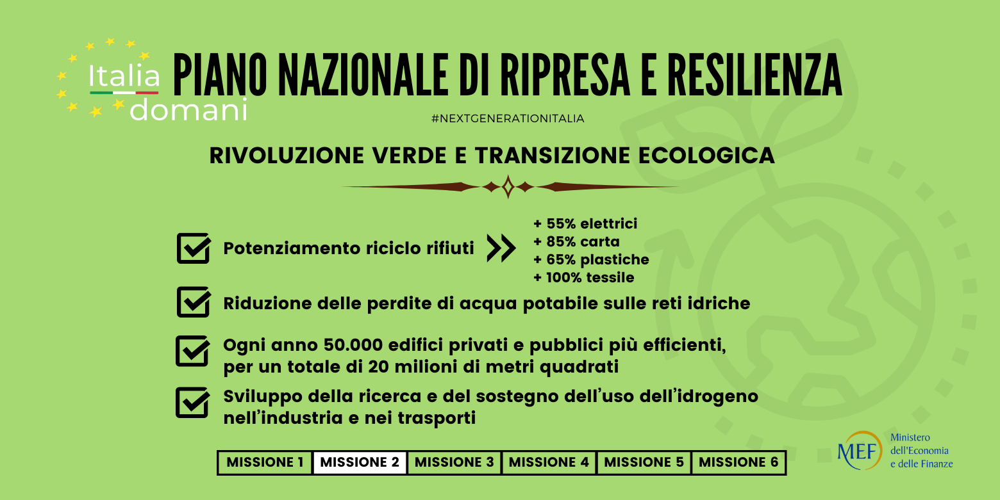 Italia
domani
PIANO NAZIONALE DI RIPRESA E RESILIENZA
#NEXTGENERATIONITALIA
RIVOLUZIONE VERDE E TRANSIZIONE ECOLOGICA
Potenziamento riciclo rifiuti
+ 55% elettrici
+ 85% carta
+ 65% plastiche
+ 100% tessile
Riduzione delle perdite di acqua potabile sulle reti idriche
Ogni anno 50.000 edifici privati e pubblici più efficienti,
per un totale di 20 milioni di metri quadrati
Sviluppo della ricerca e del sostegno dell’uso dell’idrogeno
nell’industria e nei trasporti
MISSIONE 1 MISSIONE 2 MISSIONE 3 MISSIONE 4 MISSIONE 5 MISSIONE 6
MEF
Ministero
dell'Economia
e delle Finanze